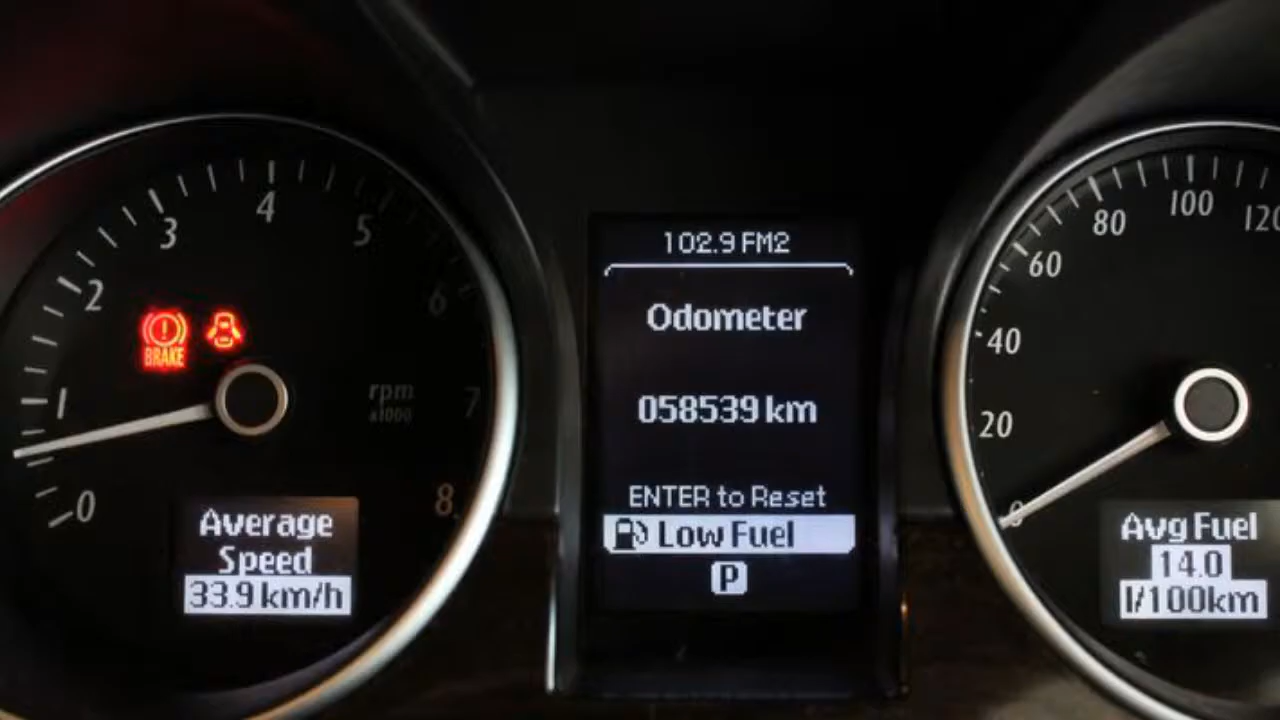 0
1
2
3
4
5
6
7
8
rpm
x1000
BRAKE
Average
Speed
33.9 km/h
102.9 FM2
Odometer
058539 km
ENTER to Reset
Low Fuel
P
0
20
40
60
80
100
120
Avg Fuel
14.0
l/100km